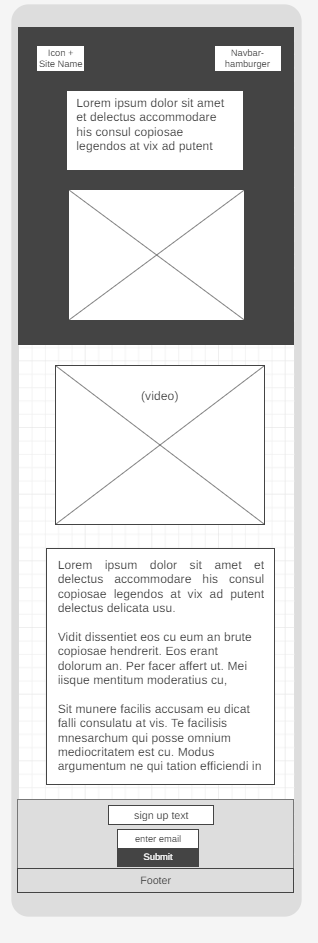 Icon +
Site Name
Navbar-
hamburger
Lorem ipsum dolor sit amet
et delectus accommodare
his consul copiosae
legendos at vix ad putent
(video)
Lorem ipsum dolor sit amet et
delectus accommodare his consul
copiosae legendos at vix ad putent
delectus delicata usu.
Vidit dissentiet eos cu eum an brute
copiosae hendrerit. Eos erant
dolorum an. Per facer affert ut. Mei
iisque mentitum moderatius cu,
Sit munere facilis accusam eu dicat
falli consulatu at vis. Te facilisis
mnesarchum qui posse omnium
mediocritatem est cu. Modus
argumentum ne qui tation efficiendi in
sign up text
enter email
Submit
Footer